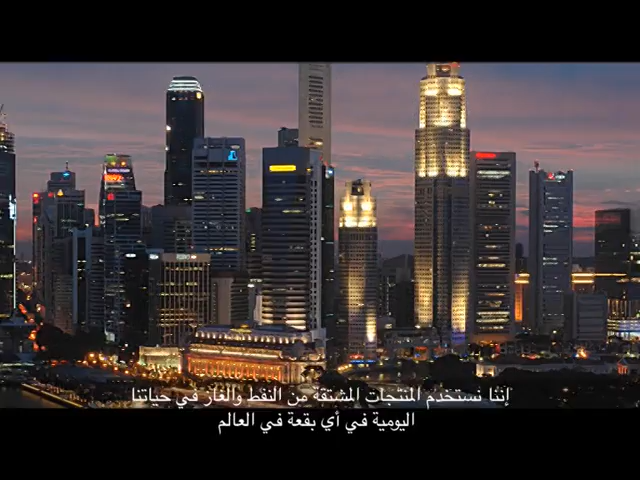 إننا نستخدم المنتجات المشتقة من النفط والغاز في حياتنا
اليومية في أي بقعة في العالم